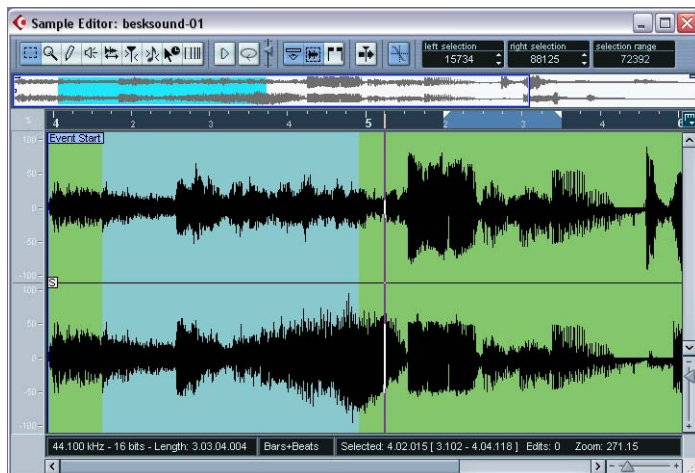 Sample Editor: besksound-01
left selection right selection selection range
15734 88125 72392
4 2 3 4 5 2 3 4 6
Event Start
100
50
0
-50
-100
S
100
50
0
-50
-100
44.100 kHz - 16 bits - Length: 3.03.04.004 Bars+Beats Selected: 4.02.015 [ 3.102 - 4.04.118 ] Edits: 0 Zoom: 271.15